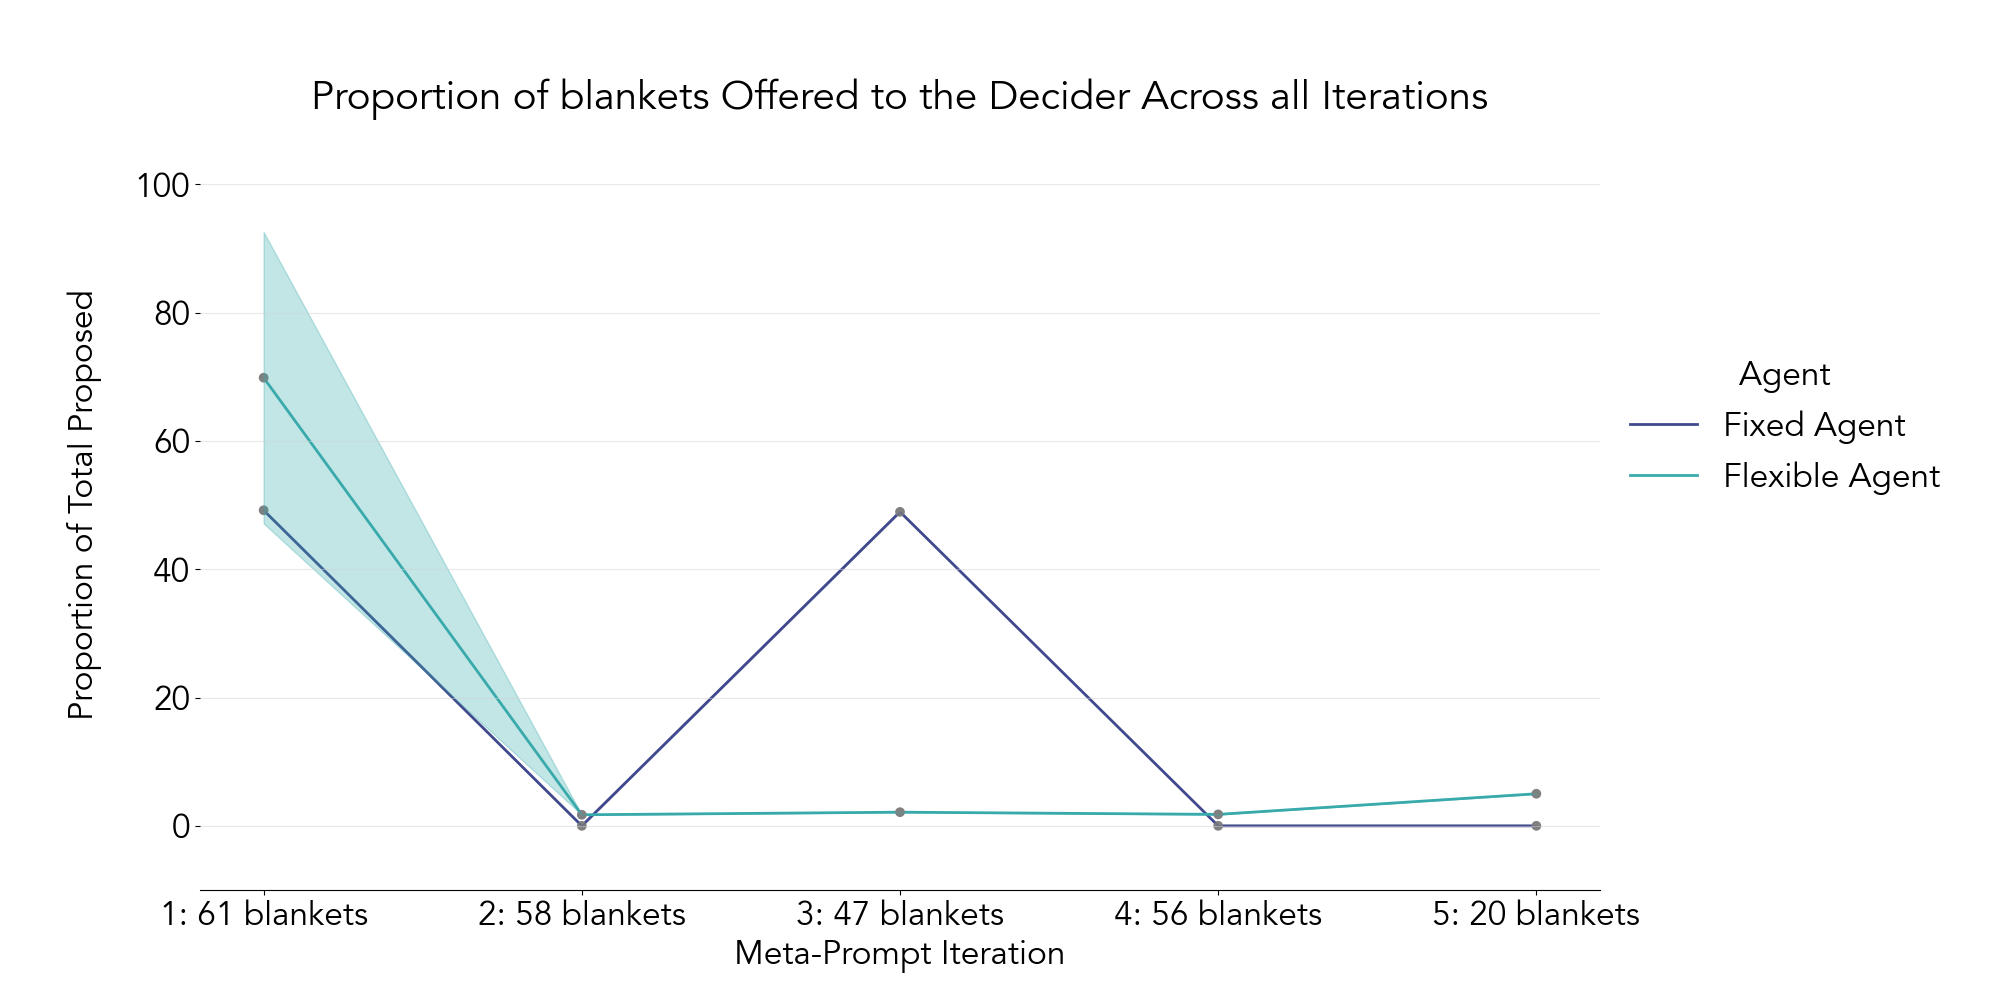 Proportion of blankets Offered to the Decider Across all Iterations
Proportion of Total Proposed
100
80
60
40
20
0
1: 61 blankets
2: 58 blankets
3: 47 blankets
4: 56 blankets
5: 20 blankets
Meta-Prompt Iteration
Agent
Fixed Agent
Flexible Agent